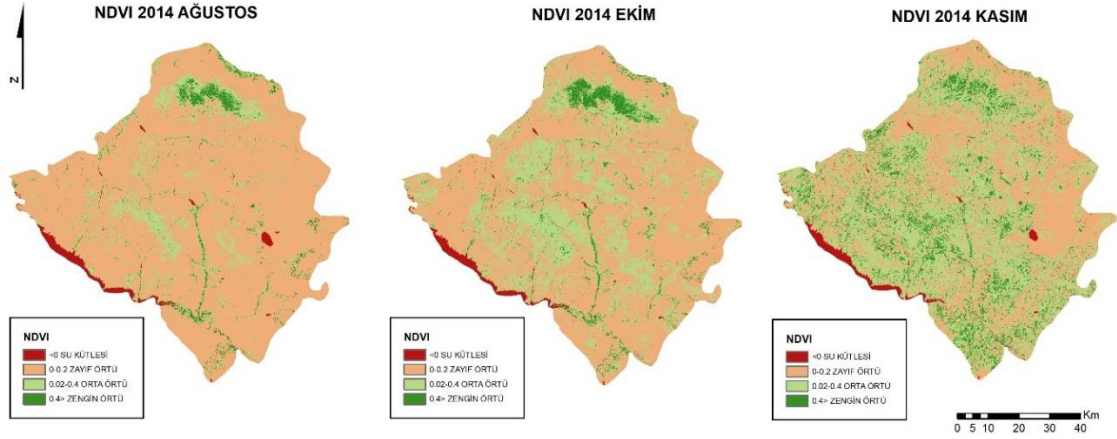 NDVI 2014 AĞUSTOS
NDVI 2014 EKİM
NDVI 2014 KASIM
Z
NDVI
<0 SU KÜTLESİ
0-0.2 ZAYIF ÖRTÜ
0.02-0.4 ORTA ÖRTÜ
0.4> ZENGİN ÖRTÜ
NDVI
<0 SU KÜTLESİ
0-0.2 ZAYIF ÖRTÜ
0.02-0.4 ORTA ÖRTÜ
0.4> ZENGİN ÖRTÜ
NDVI
<0 SU KÜTLESİ
0-0.2 ZAYIF ÖRTÜ
0.02-0.4 ORTA ÖRTÜ
0.4> ZENGİN ÖRTÜ
Km
0 5 10 20 30 40